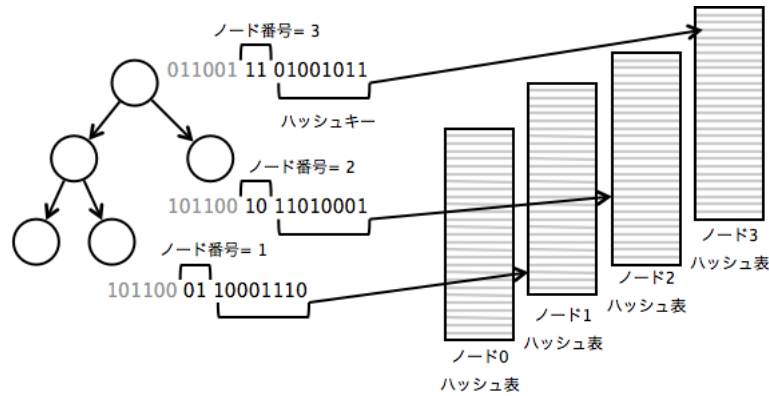 ノード番号= 3
011001 11 01001011
ハッシュキー
ノード番号= 2
101100 10 11010001
ノード番号= 1
101100 01 10001110
ノード3
ハッシュ表
ノード2
ハッシュ表
ノード1
ハッシュ表
ノード0
ハッシュ表